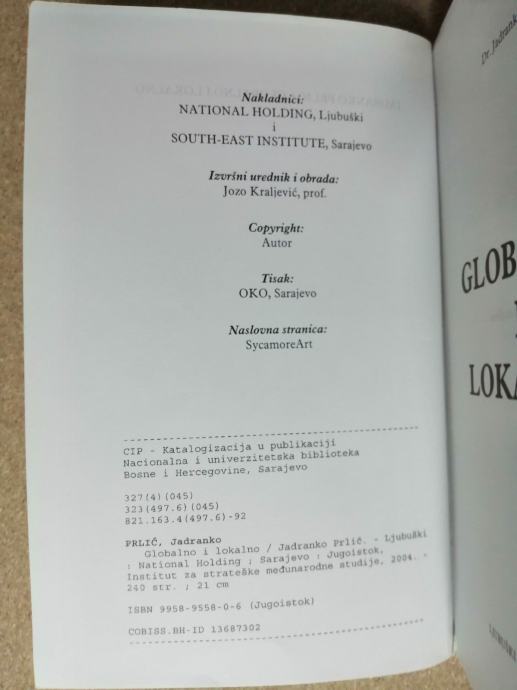 Nakladnici:
NATIONAL HOLDING, Ljubuški
i
SOUTH-EAST INSTITUTE, Sarajevo
Izvršni urednik i obrada:
Jozo Kraljević, prof.
Copyright:
Autor
Tisak:
OKO, Sarajevo
Naslovna stranica:
SycamoreArt
CIP - Katalogizacija u publikaciji
Nacionalna i univerzitetska biblioteka
Bosne i Hercegovine, Sarajevo
327(4)(045)
323(497.6)(045)
821.163.4(497.6)-92
PRLIĆ, Jadranko
Globalno i lokalno / Jadranko Prlić. - Ljubuški
: National Holding ; Sarajevo : Jugoistok,
Institut za strateške međunarodne studije, 2004. -
240 str. ; 21 cm
ISBN 9958-9558-0-6 (Jugoistok)
COBISS.BH-ID 13687302
Dr. Jadranko
GLOB
LOKA